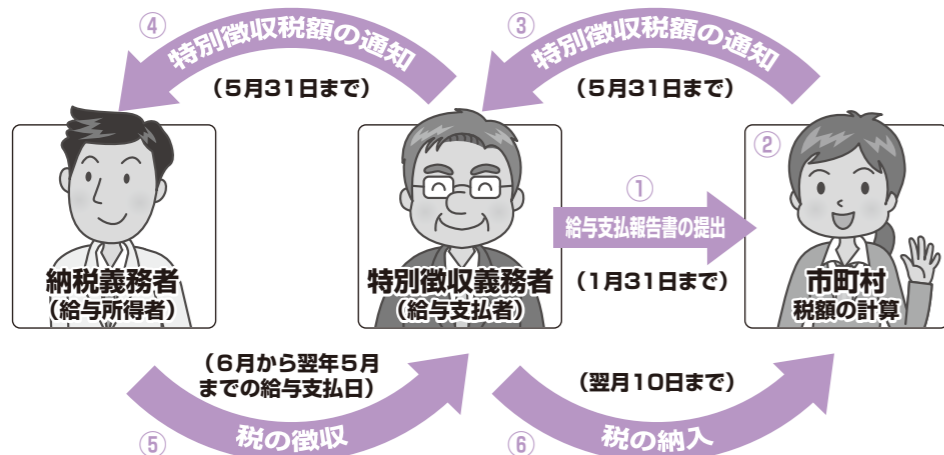 ④
特別徴収税額の通知
(5月31日まで)
③
特別徴収税額の通知
(5月31日まで)
納税義務者
(給与所得者)
特別徴収義務者
(給与支払者)
①
給与支払報告書の提出
(1月31日まで)
②
市町村
税額の計算
(6月から翌年5月
までの給与支払日)
⑤
税の徴収
(翌月10日まで)
⑥
税の納入